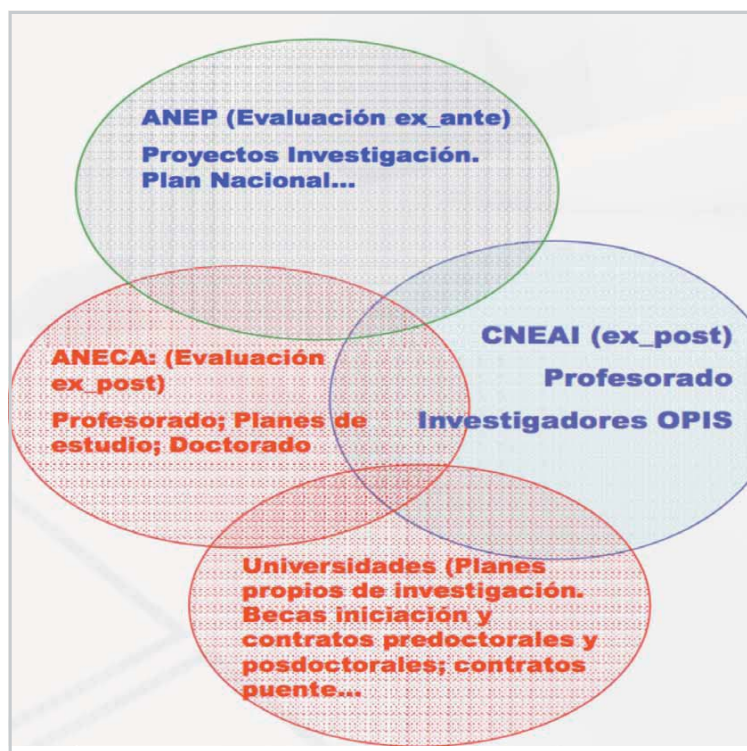 ANEP (Evaluación ex_ante)
Proyectos Investigación.
Plan Nacional...
CNEAI (ex_post)
Profesorado
Investigadores OPIS
ANECA: (Evaluación
ex_post)
Profesorado; Planes de
estudio; Doctorado
Universidades (Planes
propios de investigación.
Becas iniciación y
contratos predoctorales y
posdoctorales; contratos
puente...